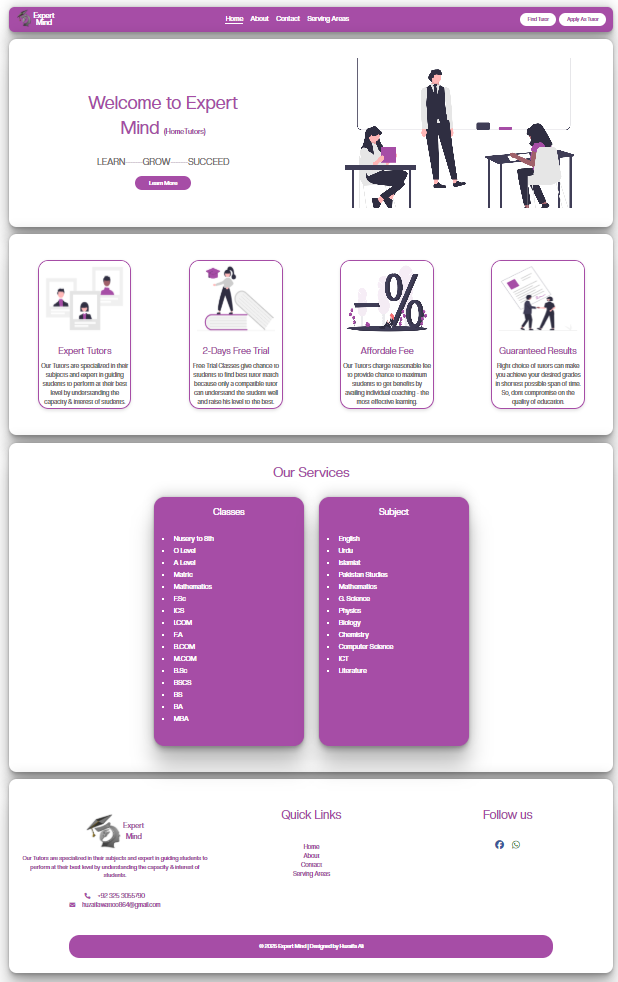 Expert
Mind
Home About Contact Serving Areas
Find Tutor Apply As Tutor
Welcome to Expert
Mind (HomeTutors)
LEARN——GROW——SUCCEED
Learn More
Expert Tutors
Our Tutors are specialized in their
subjects and expert in guiding
students to perform at their best
level by understanding the
capacity & interest of students.
2-Days Free Trial
Free Trial Classes give chance to
students to find best tutor match
because only a compatible tutor
can understand the student well
and raise his level to the best.
Affordale Fee
Our Tutors charge reasonable fee
to provide chance to maximum
students to get benefits by
availing individual coaching - the
most effective learning.
Guaranteed Results
Right choice of tutors can make
you achieve your desired grades
in shortest possible span of time.
So, dont compromise on the
quality of education.
Our Services
Classes
Nusery to 8th
O Level
A Level
Matric
Mathematics
F.Sc
ICS
I.COM
F.A
B.COM
M.COM
B.Sc
BSCS
BS
BA
MBA
Subject
English
Urdu
Islamiat
Pakistan Studies
Mathematics
G. Science
Physics
Biology
Chemistry
Computer Science
ICT
Literature
Expert
Mind
Our Tutors are specialized in their subjects and expert in guiding students to
perform at their best level by understanding the capacity & interest of
students.
+92 325 3055790
Quick Links
Home
About
Contact
Serving Areas
Follow us
© 2025 Expert Mind | Designed by Huzaifa Ali